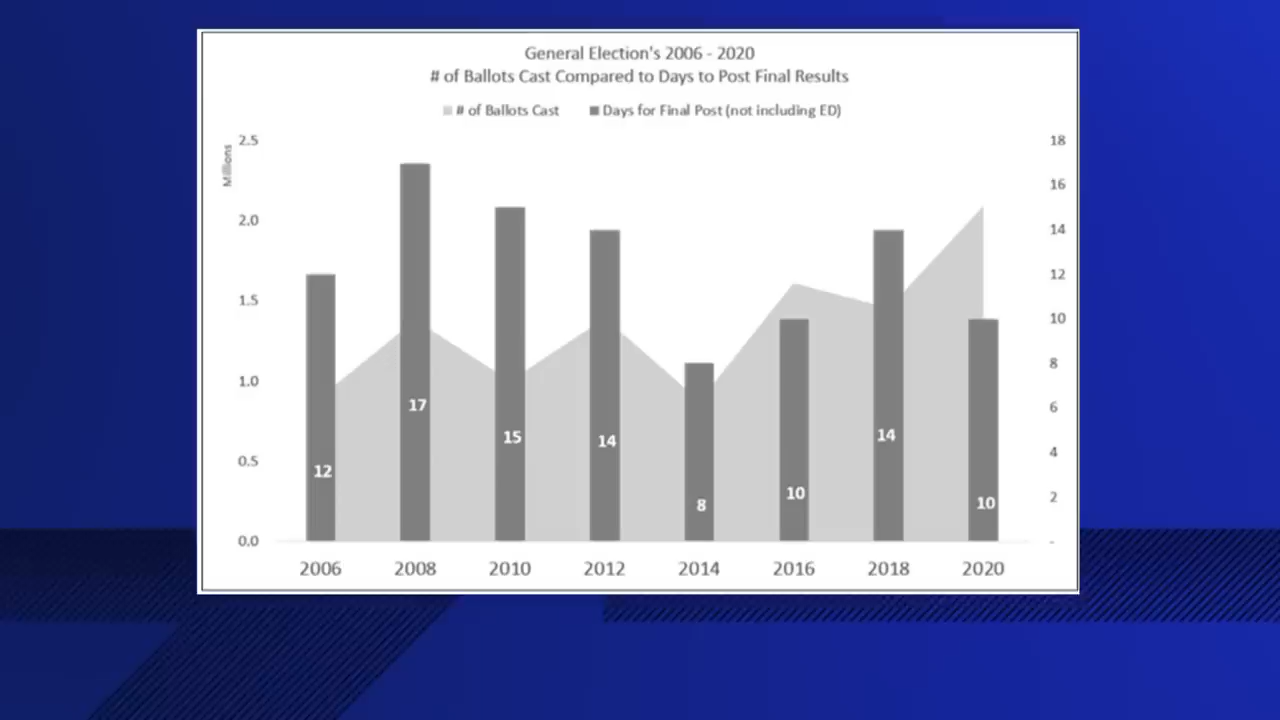 General Election's 2006 - 2020
# of Ballots Cast Compared to Days to Post Final Results
# of Ballots Cast Days for Final Post (not including ED)
Millions
2.5 18
16
2.0 14
12
1.5
10
1.0 8
6
0.5 4
2
0.0 -
12 17 15 14 8 10 14 10
2006 2008 2010 2012 2014 2016 2018 2020